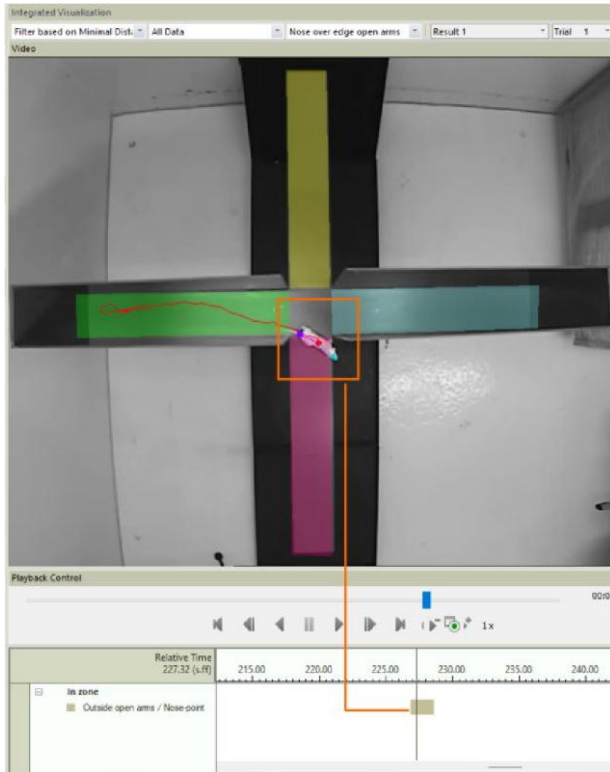 Integrated Visualization
Filter based on Minimal Dist. All Data Nose over edge open arms Result 1 Trial 1
Video
Playback Control
1x
Relative Time
227.32 (s.ff)
215.00 220.00 225.00 230.00 235.00 240.0
In zone
Outside open arms / Nose-point